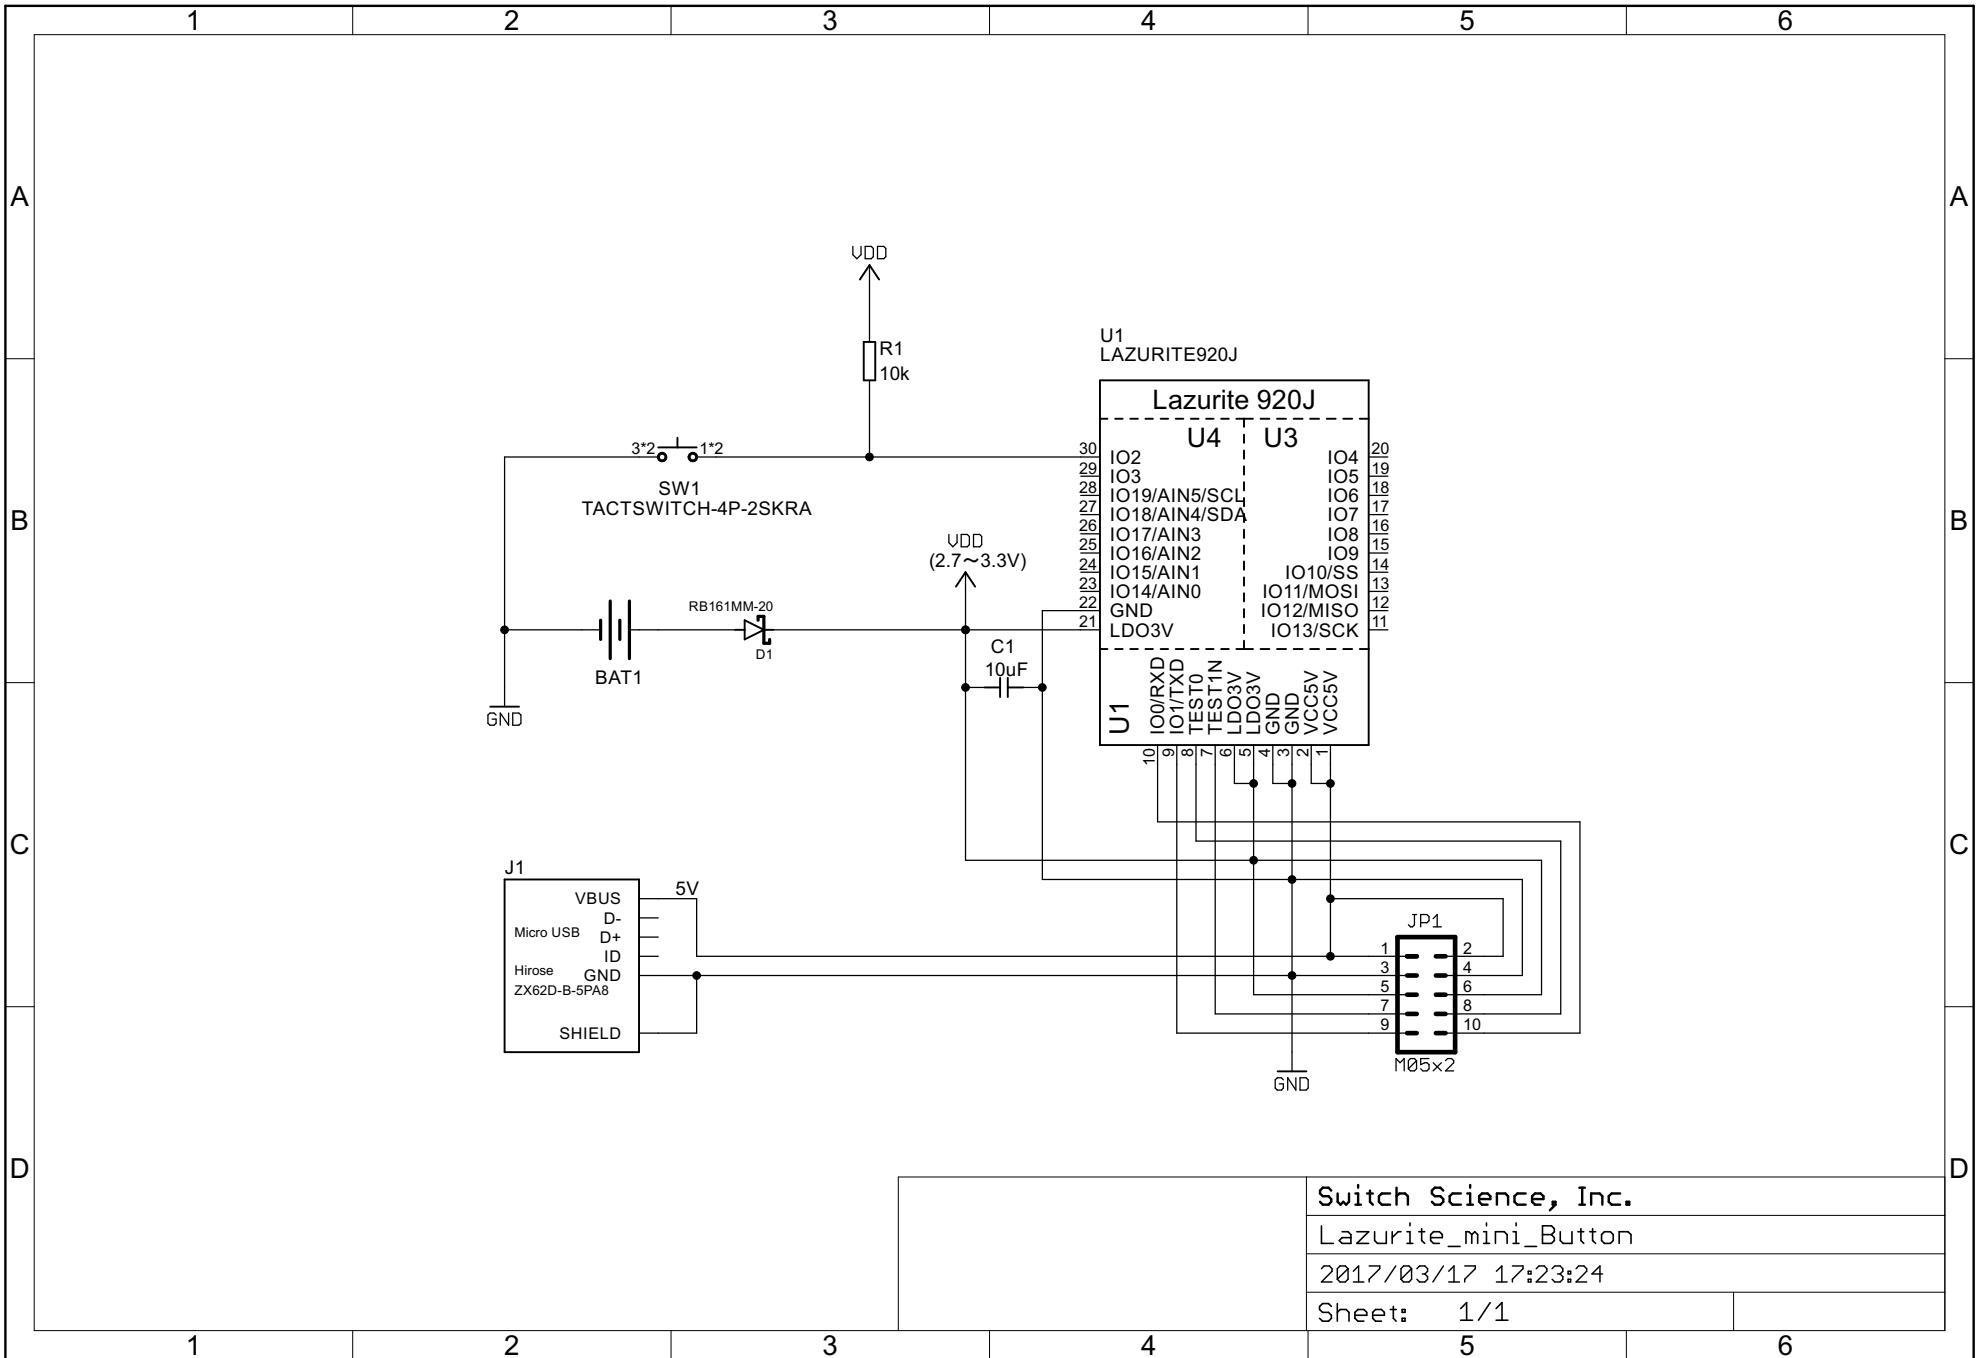 1 2 3 4 5 6
A A
VDD
R1
10k
U1
LAZURITE920J
Lazurite 920J
U4 U3
3*2 1*2
SW1
TACTSWITCH-4P-2SKRA
B B
30 IO2 IO4 20
29 IO3 IO5 19
28 IO19/AIN5/SCL IO6 18
27 IO18/AIN4/SDA IO7 17
26 IO17/AIN3 IO8 16
25 IO16/AIN2 IO9 15
24 IO15/AIN1 IO10/SS 14
23 IO14/AIN0 IO11/MOSI 13
22 GND IO12/MISO 12
21 LDO3V IO13/SCK 11
VDD
(2.7~3.3V)
RB161MM-20
D1
BAT1
GND
C1
10uF
U1
IO0/RXD
IO1/TXD
TEST0
TEST1N
LDO3V
LDO3V
GND
GND
VCC5V
VCC5V
10 9 8 7 6 5 4 3 2 1
C C
J1
VBUS 5V
D-
Micro USB D+
ID
Hirose GND
ZX62D-B-5PA8
SHIELD
JP1
1 2
3 4
5 6
7 8
9 10
M05x2
GND
D D
Switch Science, Inc.
Lazurite_mini_Button
2017/03/17 17:23:24
Sheet: 1/1
1 2 3 4 5 6